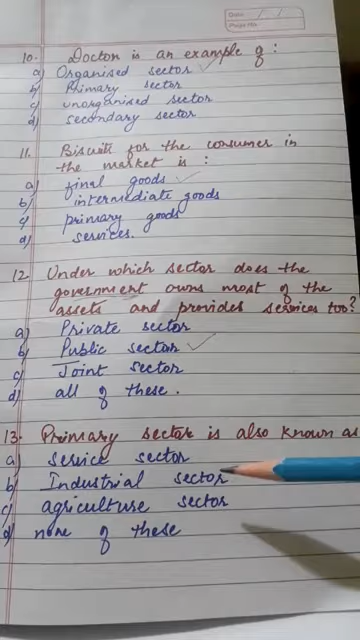 Date / /
Page No.
10. Doctor is an example of :
a) Organised sector ✓
b) Primary sector
c) unorganised sector
d) secondary sector
11. Biscuits for the consumer in
the market is :
a) final goods ✓
b) intermediate goods
c) primary goods
d) services.
12 Under which sector does the
government owns most of the
assets and provides services too?
a) Private sector
b) Public sector ✓
c) Joint sector
d) all of these.
13. Primary sector is also known as
a) service sector
b) Industrial sector
c) agriculture sector
d) none of these